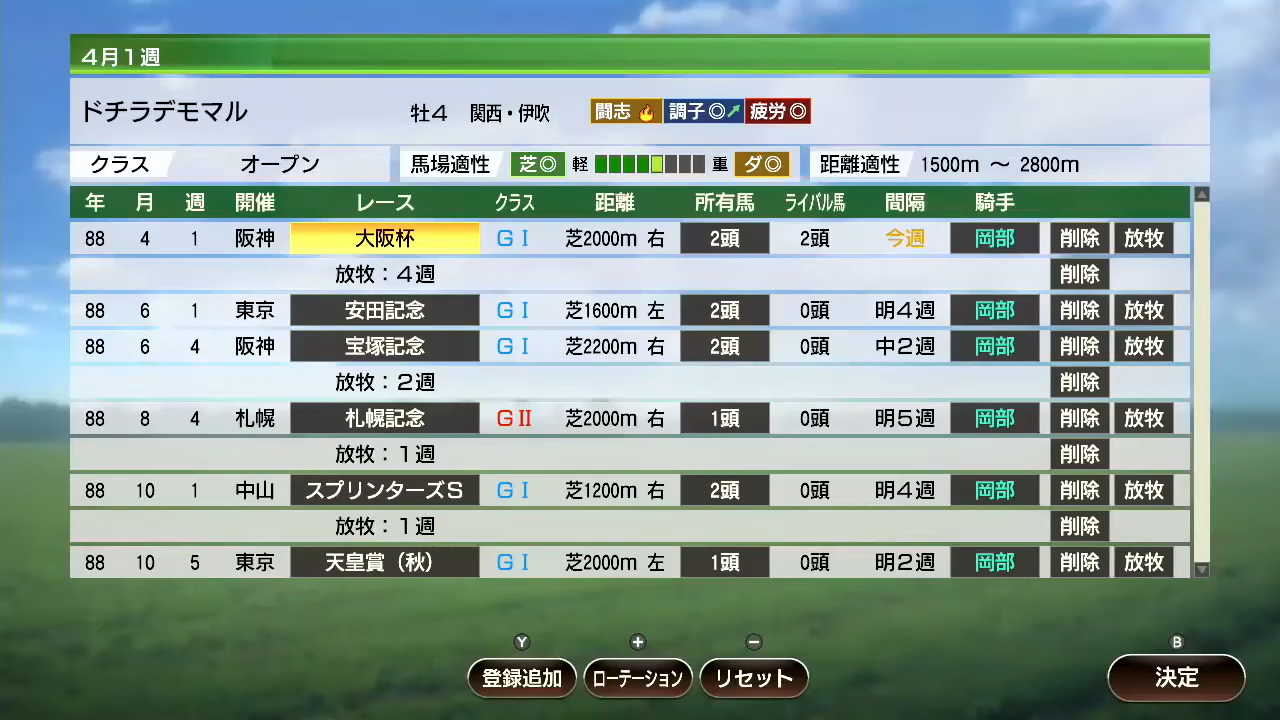 4月1週
ドチラデモマル 牡4 関西・伊吹 闘志 調子◎ 疲労◎
クラス オープン 馬場適性 芝◎ 軽 重 ダ◎ 距離適性 1500m ～ 2800m
年 月 週 開催 レース クラス 距離 所有馬 ライバル馬 間隔 騎手
88 4 1 阪神 大阪杯 GⅠ 芝2000m 右 2頭 2頭 今週 岡部 削除 放牧
放牧：4週 削除
88 6 1 東京 安田記念 GⅠ 芝1600m 左 2頭 0頭 明4週 岡部 削除 放牧
88 6 4 阪神 宝塚記念 GⅠ 芝2200m 右 2頭 0頭 中2週 岡部 削除 放牧
放牧：2週 削除
88 8 4 札幌 札幌記念 GⅡ 芝2000m 右 1頭 0頭 明5週 岡部 削除 放牧
放牧：1週 削除
88 10 1 中山 スプリンターズS GⅠ 芝1200m 右 2頭 0頭 明4週 岡部 削除 放牧
放牧：1週 削除
88 10 5 東京 天皇賞（秋） GⅠ 芝2000m 左 1頭 0頭 明2週 岡部 削除 放牧
Y + − B
登録追加 ローテーション リセット 決定